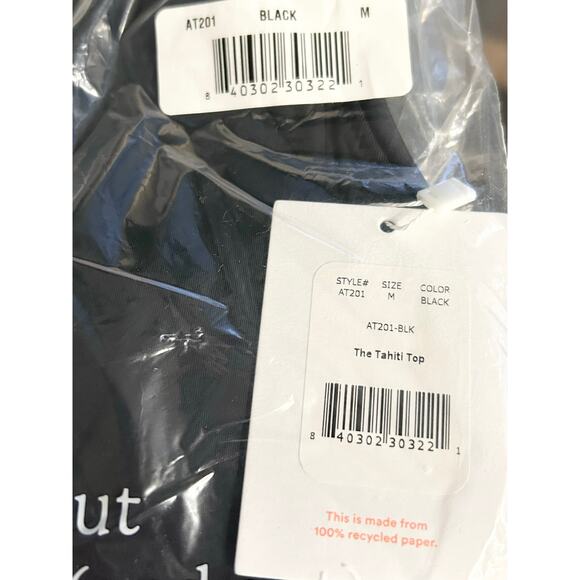 AT201 BLACK M
8 40302 30322 1
STYLE# SIZE COLOR
AT201 M BLACK
AT201-BLK
The Tahiti Top
8 40302 30322 1
This is made from
100% recycled paper.
ut